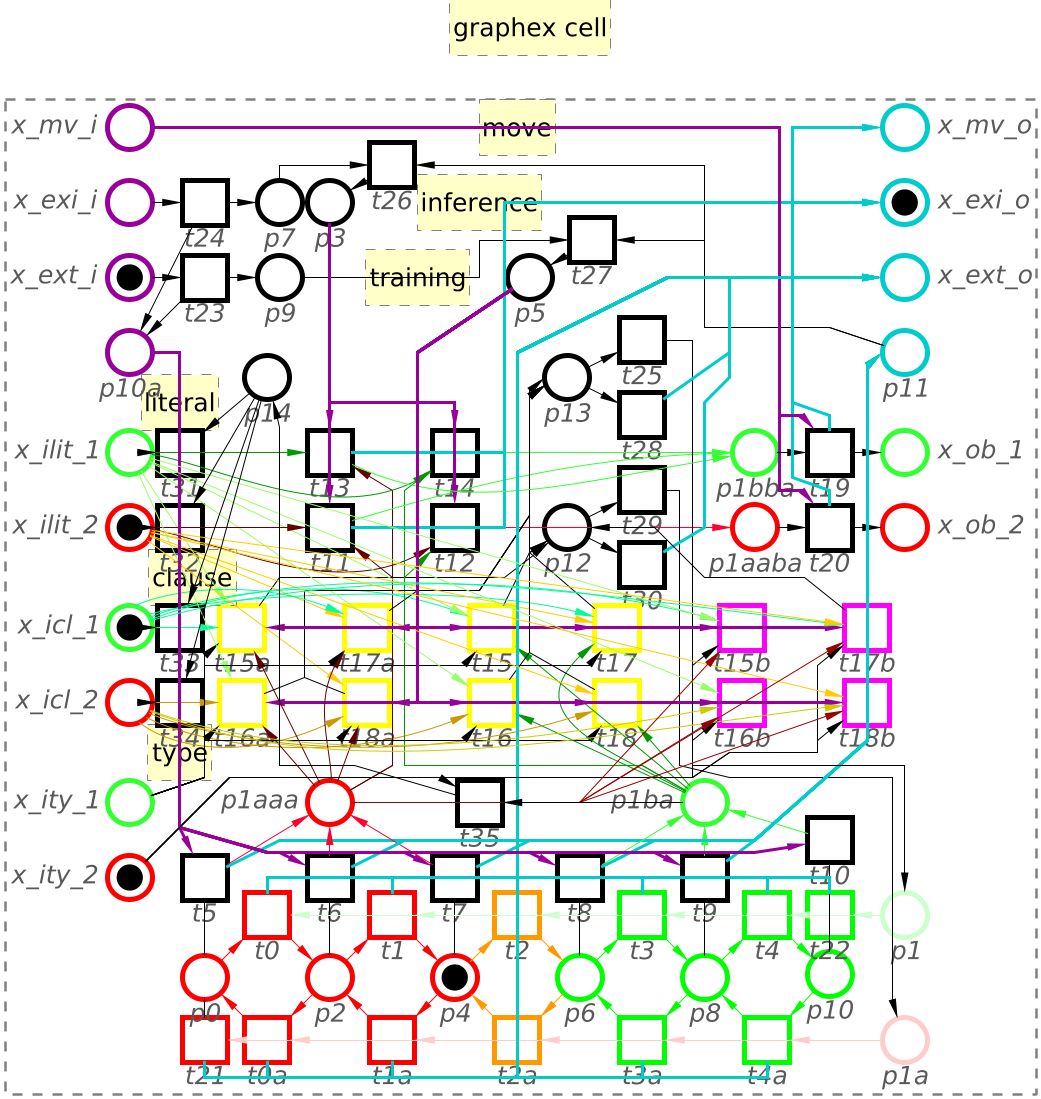 graphex cell
x_mv_i
move
x_mv_o
x_exi_i
t24
p7
p3
t26
inference
x_exi_o
x_ext_i
t23
p9
training
p5
t27
x_ext_o
p10a
literal
p14
p13
t25
t28
p11
x_ilit_1
t31
t13
t14
p1bba
t19
x_ob_1
x_ilit_2
t32
t11
t12
p12
t29
t30
p1aaba
t20
x_ob_2
clause
x_icl_1
t33
t15a
t17a
t15
t17
t15b
t17b
x_icl_2
t34
t16a
t18a
t16
t18
t16b
t18b
type
x_ity_1
p1aaa
t35
p1ba
t10
x_ity_2
t5
t6
t7
t8
t9
t0
t1
t2
t3
t4
t22
p1
p0
p2
p4
p6
p8
p10
t21
t0a
t1a
t2a
t3a
t4a
p1a